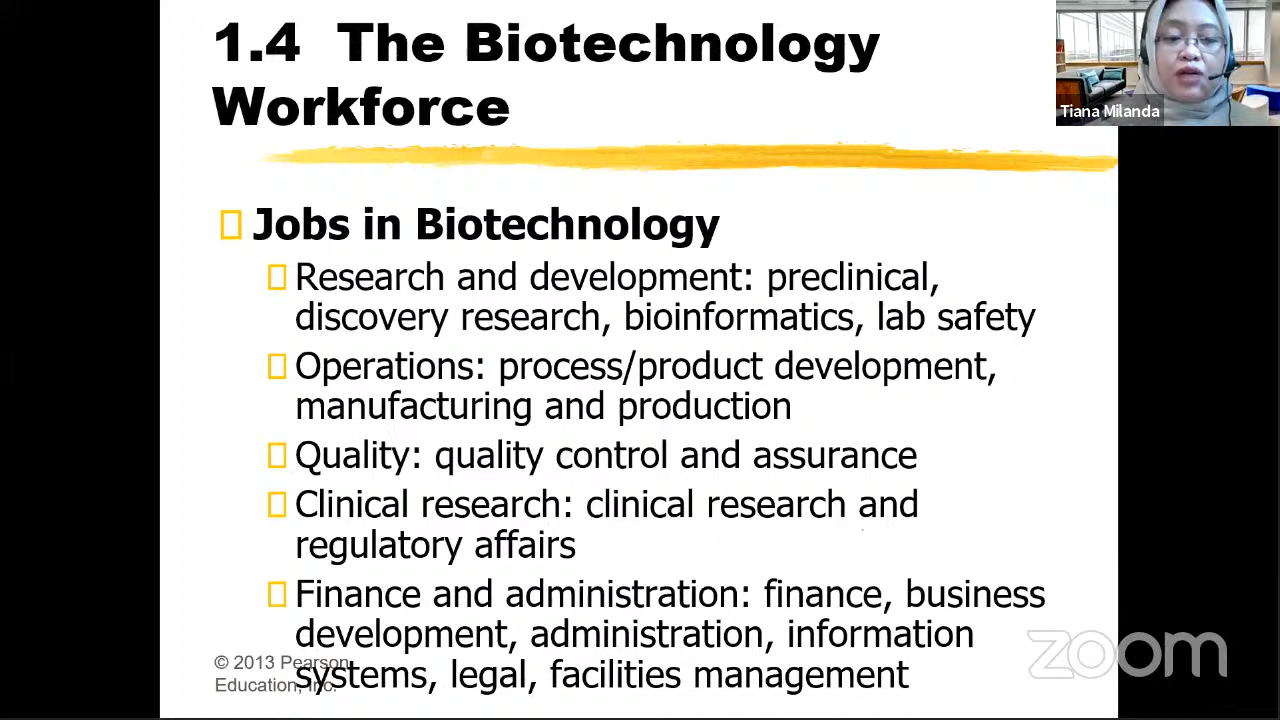 1.4 The Biotechnology
Workforce
Tiana Milanda
Jobs in Biotechnology
Research and development: preclinical,
discovery research, bioinformatics, lab safety
Operations: process/product development,
manufacturing and production
Quality: quality control and assurance
Clinical research: clinical research and
regulatory affairs
Finance and administration: finance, business
development, administration, information
systems, legal, facilities management
© 2013 Pearson
Education, Inc.
zoom